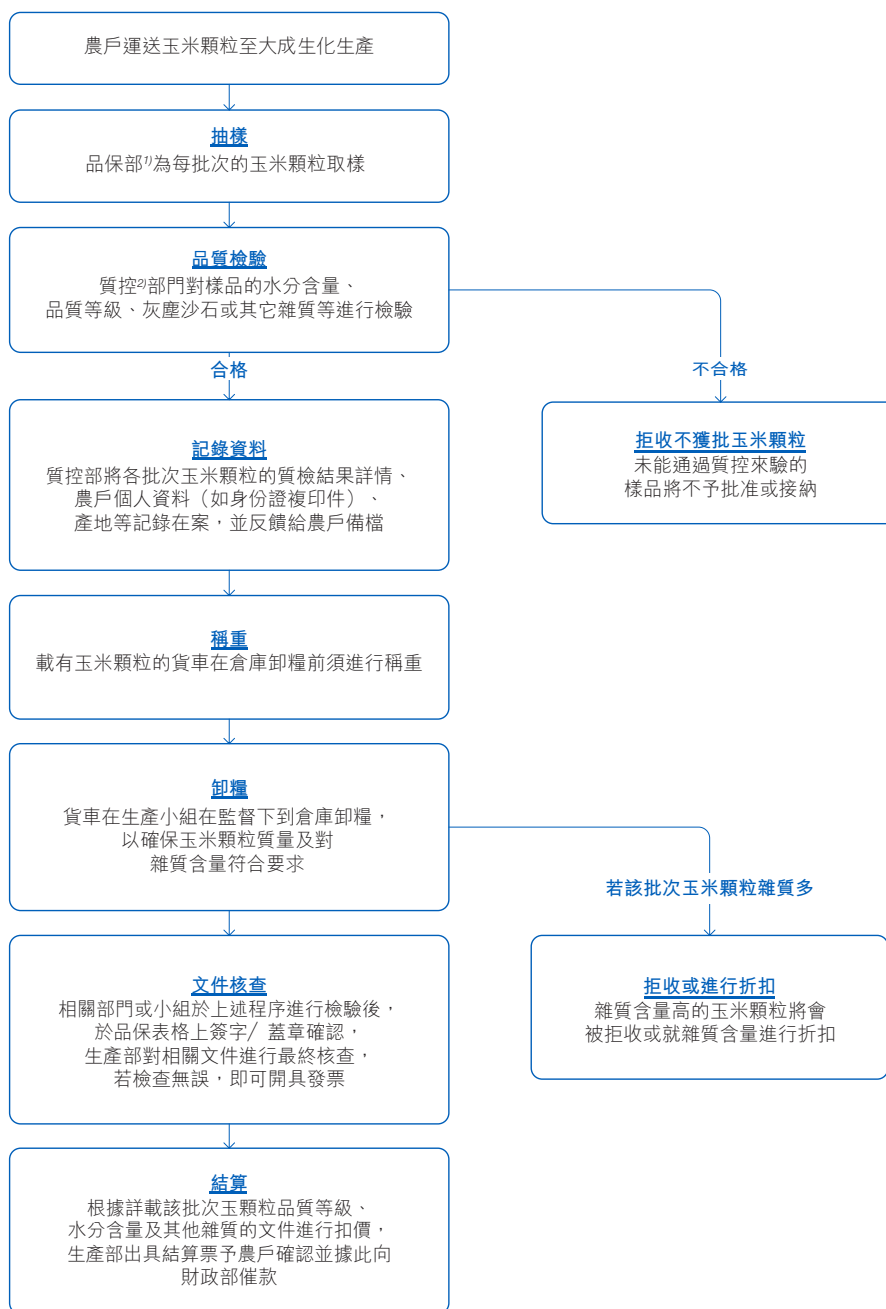 農戶運送玉米顆粒至大成生化生產
抽樣
品保部1)為每批次的玉米顆粒取樣
品質檢驗
質控2)部門對樣品的水分含量、
品質等級、灰塵沙石或其它雜質等進行檢驗
合格
不合格
記錄資料
質控部將各批次玉米顆粒的質檢結果詳情、
農戶個人資料（如身份證複印件）、
產地等記錄在案，並反饋給農戶備檔
拒收不獲批玉米顆粒
未能通過質控來驗的
樣品將不予批准或接納
稱重
載有玉米顆粒的貨車在倉庫卸糧前須進行稱重
卸糧
貨車在生產小組在監督下到倉庫卸糧，
以確保玉米顆粒質量及對
雜質含量符合要求
若該批次玉米顆粒雜質多
文件核查
相關部門或小組於上述程序進行檢驗後，
於品保表格上簽字/ 蓋章確認，
生產部對相關文件進行最終核查，
若檢查無誤，即可開具發票
拒收或進行折扣
雜質含量高的玉米顆粒將會
被拒收或就雜質含量進行折扣
結算
根據詳載該批次玉顆粒品質等級、
水分含量及其他雜質的文件進行扣價，
生產部出具結算票予農戶確認並據此向
財政部催款